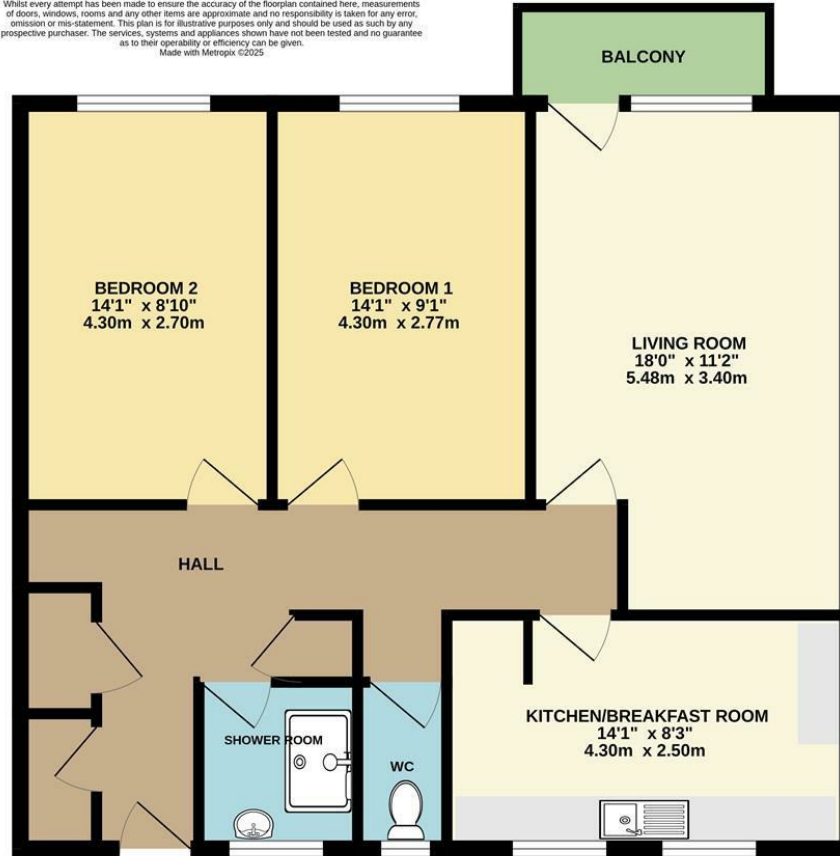 Whilst every attempt has been made to ensure the accuracy of the floorplan contained here, measurements
of doors, windows, rooms and any other items are approximate and no responsibility is taken for any error,
omission or mis-statement. This plan is for illustrative purposes only and should be used as such by any
prospective purchaser. The services, systems and appliances shown have not been tested and no guarantee
as to their operability or efficiency can be given.
Made with Metropix ©2025
BALCONY
BEDROOM 2
14'1" x 8'10"
4.30m x 2.70m
BEDROOM 1
14'1" x 9'1"
4.30m x 2.77m
LIVING ROOM
18'0" x 11'2"
5.48m x 3.40m
HALL
SHOWER ROOM
WC
KITCHEN/BREAKFAST ROOM
14'1" x 8'3"
4.30m x 2.50m